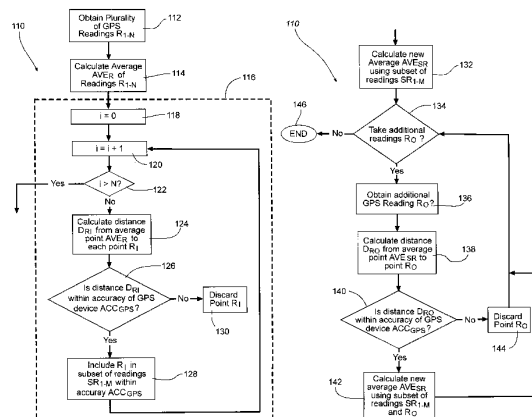 110
Obtain Plurality
of GPS
Readings R1-N
112
Calculate Average
AVER of
Readings R1-N
114
116
i = 0
118
i = i + 1
120
i > N?
122
Yes
No
Calculate distance
DRI from average
point AVER to
each point RI
124
126
Is distance DRI
within accuracy of GPS
device ACCGPS?
No
Discard
Point RI
130
Yes
Include RI in
subset of readings
SR1-M within
accuray ACCGPS
128
110
Calculate new
Average AVESR
using subset of
readings SR1-M
132
134
146
END
No
Take additional
readings RO?
Yes
Obtain additional
GPS Reading RO?
136
Calculate distance
DRO from average
point AVESR to
point RO
138
140
Is distance DRO
within accuracy of GPS
device ACCGPS?
No
Discard
Point RO
144
Yes
142
Calculate new
average AVESR
using subset of
readings SR1-M
and RO